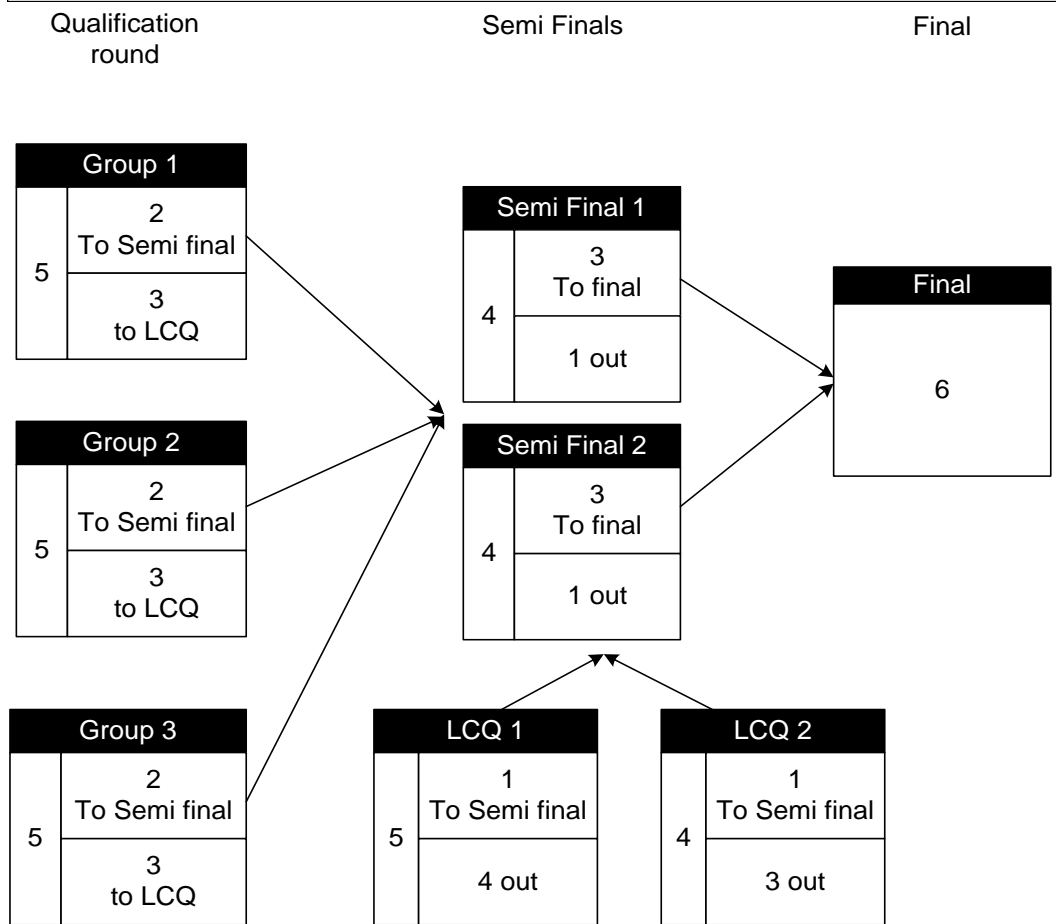 Qualification
round
Semi Finals
Final
Group 1
5
2
To Semi final
3
to LCQ
Group 2
5
2
To Semi final
3
to LCQ
Group 3
5
2
To Semi final
3
to LCQ
Semi Final 1
4
3
To final
1 out
Semi Final 2
4
3
To final
1 out
LCQ 1
5
1
To Semi final
4 out
LCQ 2
4
1
To Semi final
3 out
Final
6